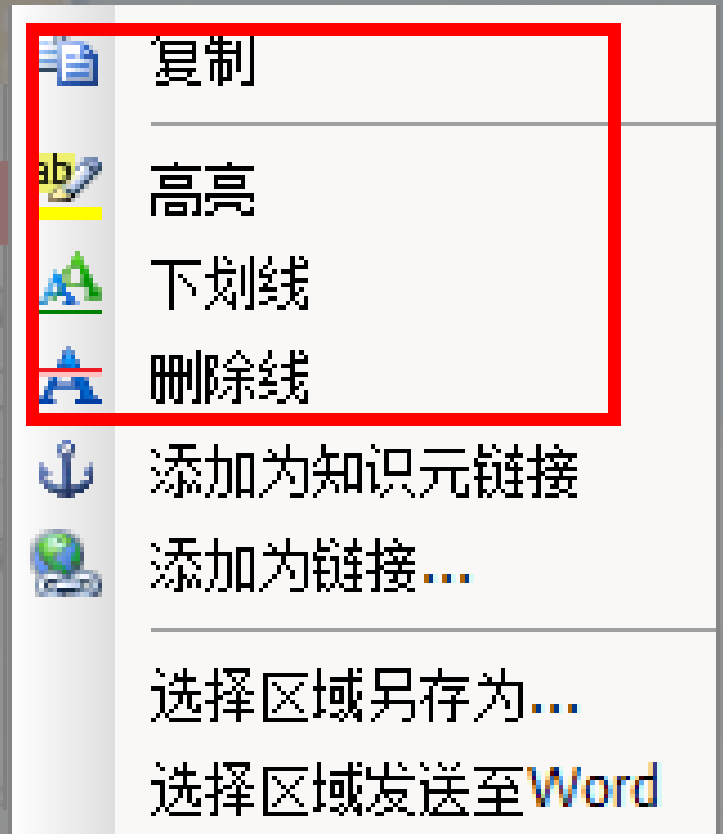 复制
ab
高亮
下划线
删除线
添加为知识元链接
添加为链接...
选择区域另存为...
选择区域发送至Word